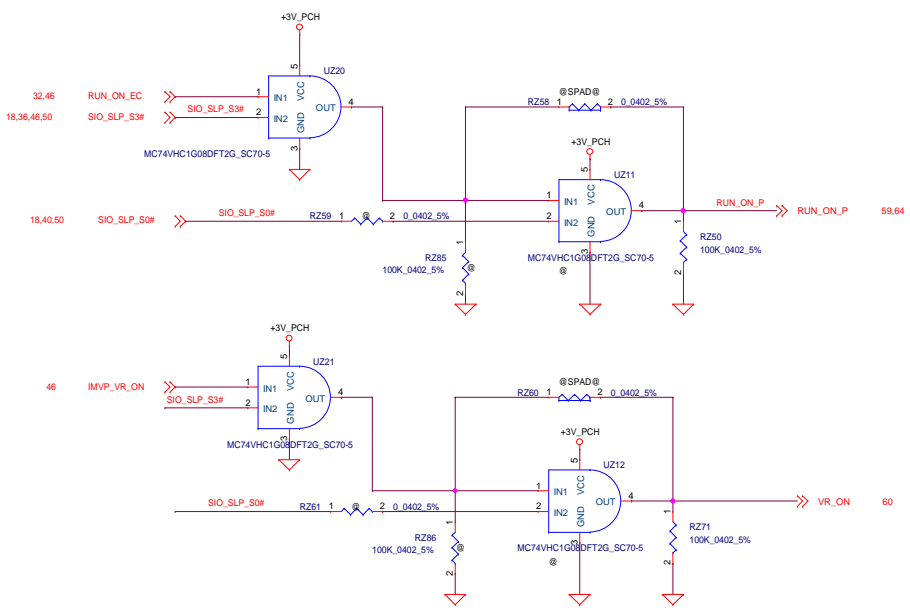 +3V_PCH
UZ20
5
32,46 RUN_ON_EC 1 IN1 VCC OUT 4
18,36,46,50 SIO_SLP_S3# SIO_SLP_S3# 2 IN2 GND
3
MC74VHC1G08DFT2G_SC70-5
@SPAD@
RZ58 1 2 0_0402_5%
+3V_PCH
5 UZ11
1 IN1 VCC OUT 4 RUN_ON_P RUN_ON_P 59,64
18,40,50 SIO_SLP_S0# SIO_SLP_S0# RZ59 1 @ 2 0_0402_5% 2 IN2 GND
3
MC74VHC1G08DFT2G_SC70-5
@
1
RZ85
100K_0402_5% @
2
1
RZ50
100K_0402_5%
2
+3V_PCH
UZ21
5
46 IMVP_VR_ON 1 IN1 VCC OUT 4
SIO_SLP_S3# 2 IN2 GND
3
MC74VHC1G08DFT2G_SC70-5
@SPAD@
RZ60 1 2 0_0402_5%
+3V_PCH
5 UZ12
1 IN1 VCC OUT 4 VR_ON 60
SIO_SLP_S0# RZ61 1 @ 2 0_0402_5% 2 IN2 GND
3
MC74VHC1G08DFT2G_SC70-5
@
1
RZ86
100K_0402_5% @
2
1
RZ71
100K_0402_5%
2